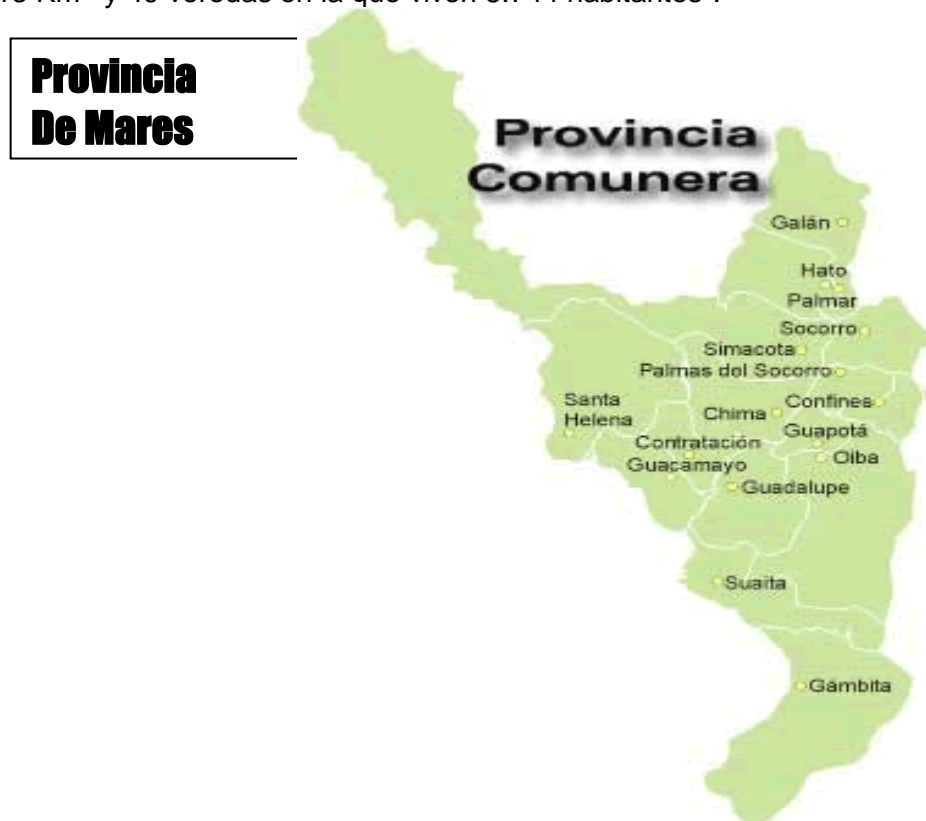 Provincia
De Mares
Provincia
Comunera
Galán
Hato
Palmar
Socorro
Simacota
Palmas del Socorro
Santa
Helena
Chima
Confines
Contratación
Guapotá
Guacamayo
Oiba
Guadalupe
Suaita
Gámbita